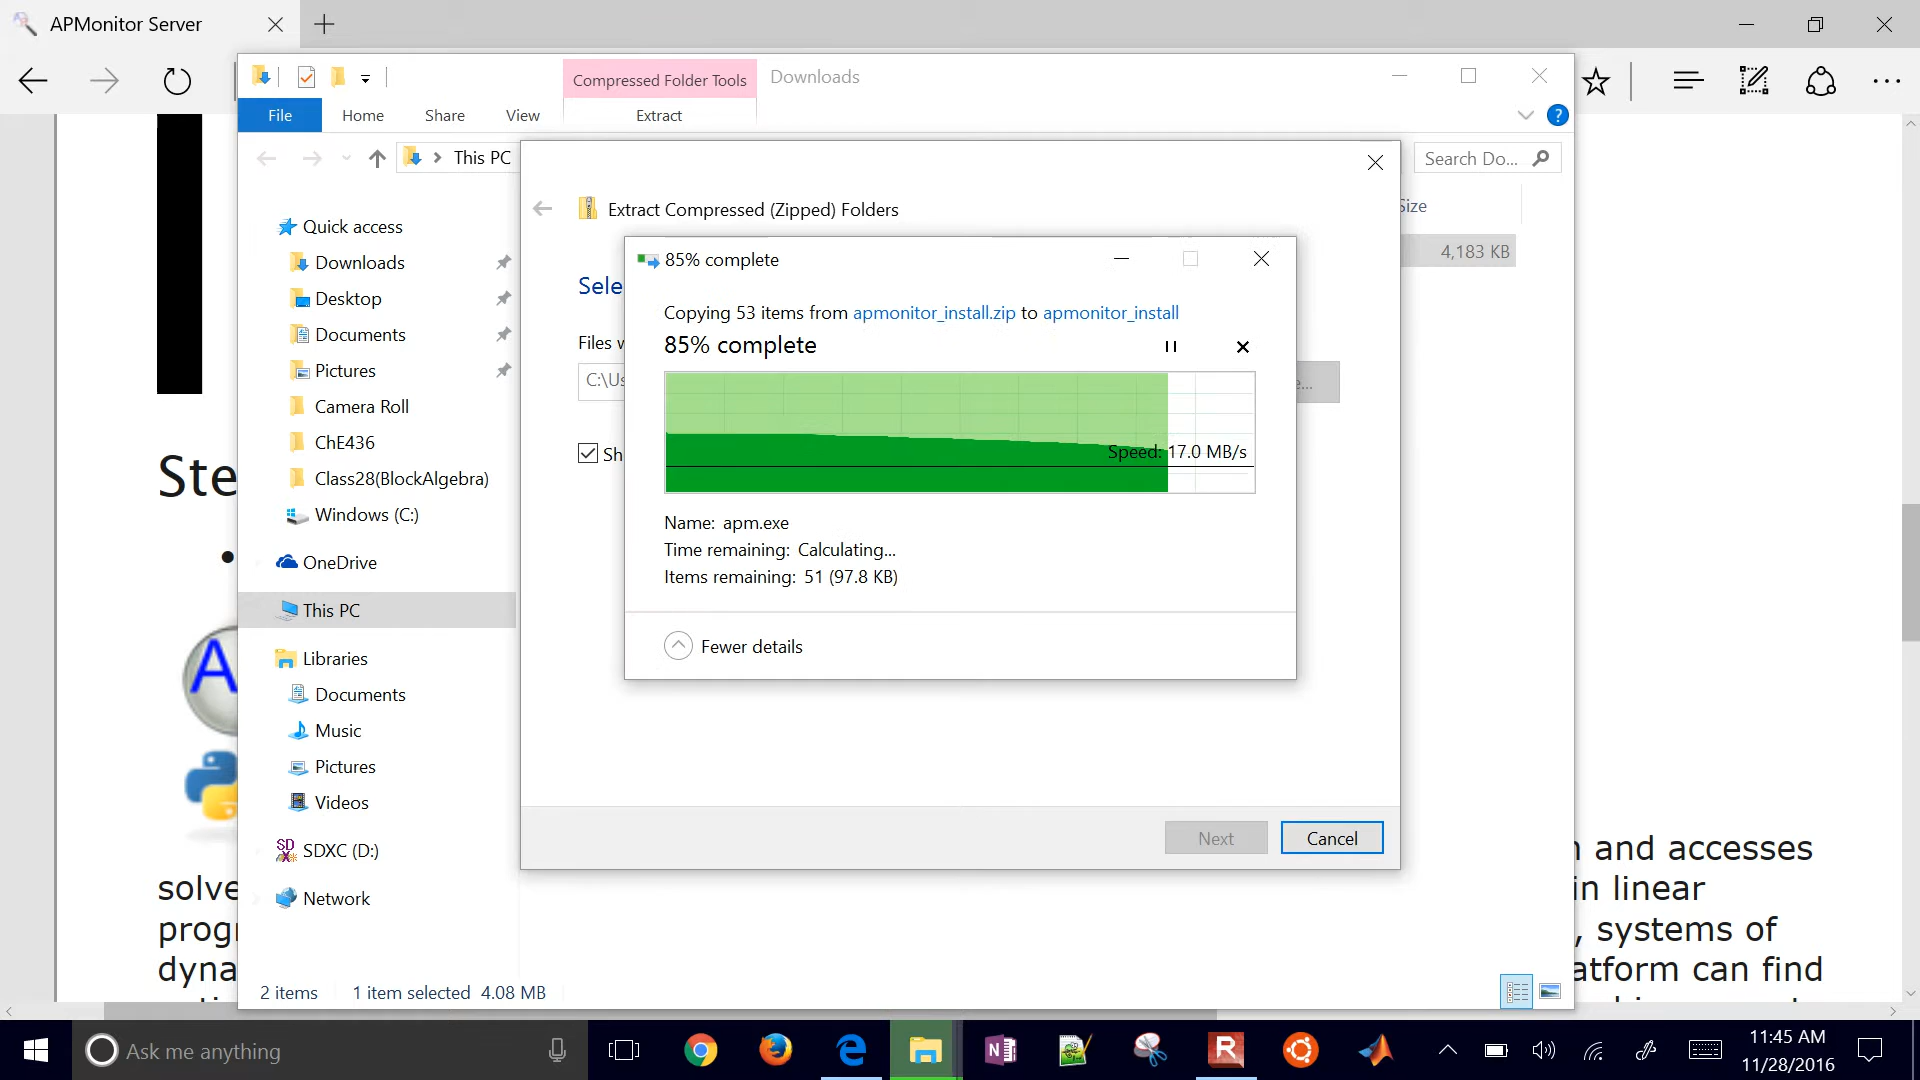 APMonitor Server
Compressed Folder Tools
Downloads
File
Home
Share
View
Extract
This PC
Search Do...
Extract Compressed (Zipped) Folders
Size
4,183 KB
Quick access
Downloads
Desktop
Documents
Pictures
Camera Roll
ChE436
Class28(BlockAlgebra)
Windows (C:)
OneDrive
This PC
Libraries
Documents
Music
Pictures
Videos
SDXC (D:)
Network
Sele
Files w
C:\Us
Sh
e...
85% complete
Copying 53 items from apmonitor_install.zip to apmonitor_install
85% complete
Speed: 17.0 MB/s
Name: apm.exe
Time remaining: Calculating...
Items remaining: 51 (97.8 KB)
Fewer details
Next
Cancel
Ste
and accesses
solve
in linear
prog
, systems of
dyna
atform can find
2 items
1 item selected 4.08 MB
Ask me anything
11:45 AM
11/28/2016